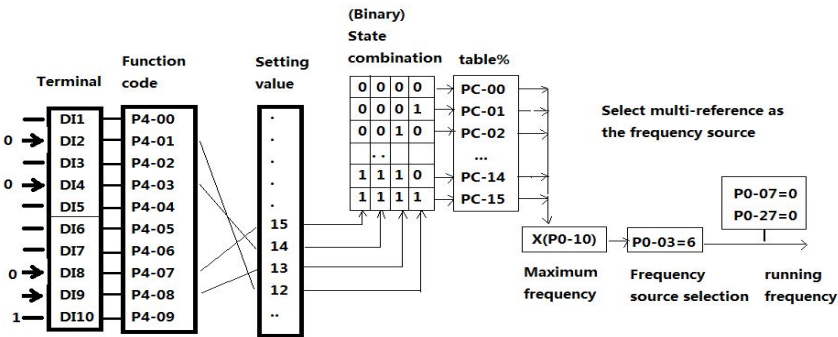 (Binary)
State
combination
Terminal
Function
code
Setting
value
table%
0
0
0
1
DI1
DI2
DI3
DI4
DI5
DI6
DI7
DI8
DI9
DI10
P4-00
P4-01
P4-02
P4-03
P4-04
P4-05
P4-06
P4-07
P4-08
P4-09
.
.
.
.
.
15
14
13
12
..
0 0 0 0
0 0 0 1
0 0 1 0
..
1 1 1 0
1 1 1 1
PC-00
PC-01
PC-02
...
PC-14
PC-15
Select multi-reference as
the frequency source
X(P0-10)
Maximum
frequency
P0-03=6
Frequency
source selection
P0-07=0
P0-27=0
running
frequency